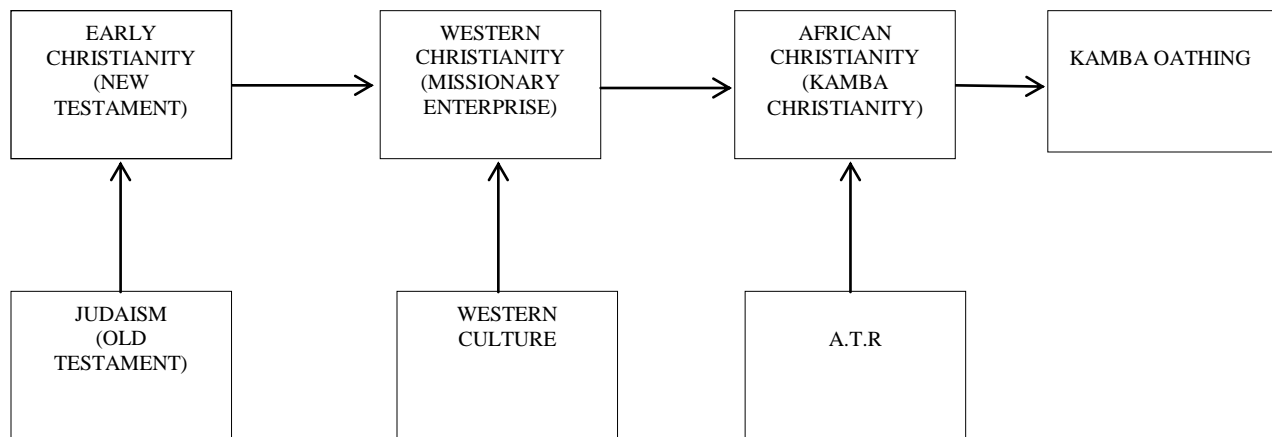 EARLY
CHRISTIANITY
(NEW
TESTAMENT)
WESTERN
CHRISTIANITY
(MISSIONARY
ENTERPRISE)
AFRICAN
CHRISTIANITY
(KAMBA
CHRISTIANITY)
KAMBA OATHING
JUDAISM
(OLD
TESTAMENT)
WESTERN
CULTURE
A.T.R